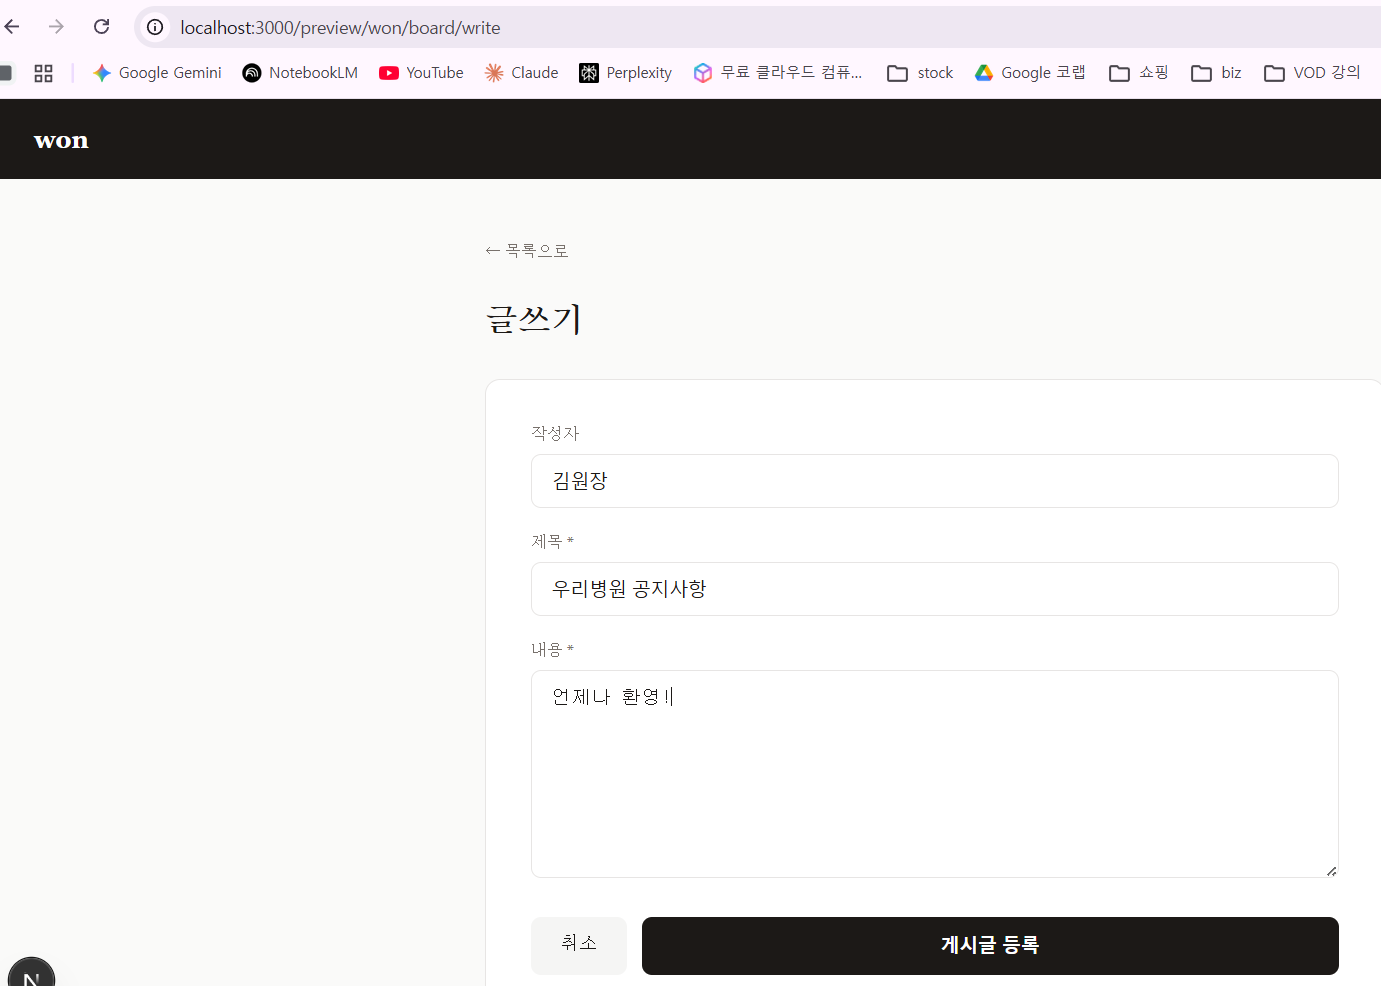 localhost:3000/preview/won/board/write
Google Gemini NotebookLM YouTube Claude Perplexity 무료 클라우드 컴퓨... stock Google 코랩 쇼핑 biz VOD 강의
won
← 목록으로
글쓰기
작성자
김원장
제목 *
우리병원 공지사항
내용 *
언제나 환영!
취소 게시글 등록
N